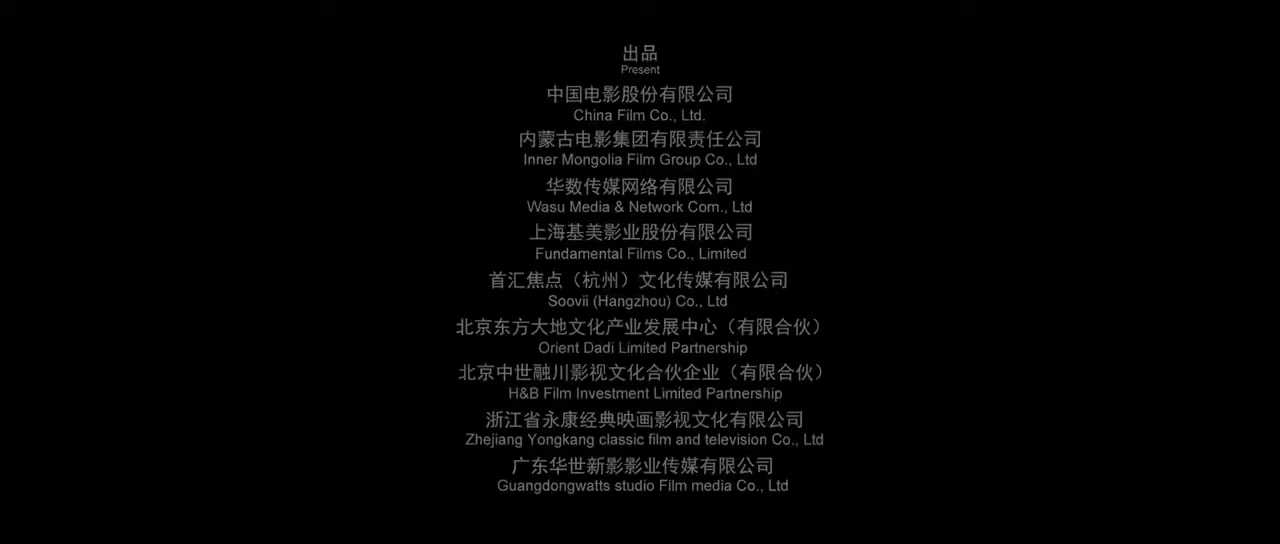 出品
Present
中国电影股份有限公司
China Film Co., Ltd.
内蒙古电影集团有限责任公司
Inner Mongolia Film Group Co., Ltd
华数传媒网络有限公司
Wasu Media & Network Com., Ltd
上海基美影业股份有限公司
Fundamental Films Co., Limited
首汇焦点（杭州）文化传媒有限公司
Soovii (Hangzhou) Co., Ltd
北京东方大地文化产业发展中心（有限合伙）
Orient Dadi Limited Partnership
北京中世融川影视文化合伙企业（有限合伙）
H&B Film Investment Limited Partnership
浙江省永康经典映画影视文化有限公司
Zhejiang Yongkang classic film and television Co., Ltd
广东华世新影影业传媒有限公司
Guangdongwatts studio Film media Co., Ltd